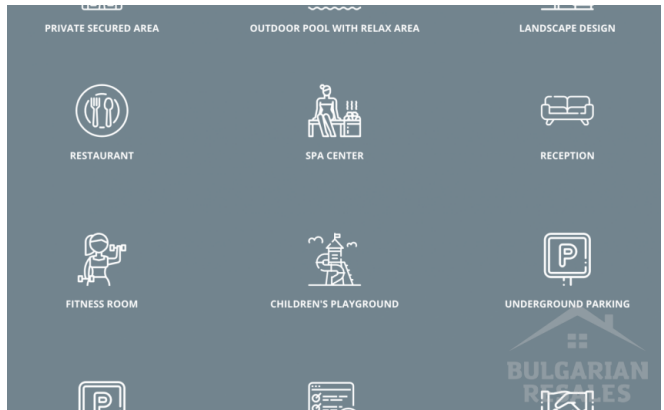 PRIVATE SECURED AREA
OUTDOOR POOL WITH RELAX AREA
LANDSCAPE DESIGN
RESTAURANT
SPA CENTER
RECEPTION
FITNESS ROOM
CHILDREN'S PLAYGROUND
P
UNDERGROUND PARKING
BULGARIAN
RESALES
P